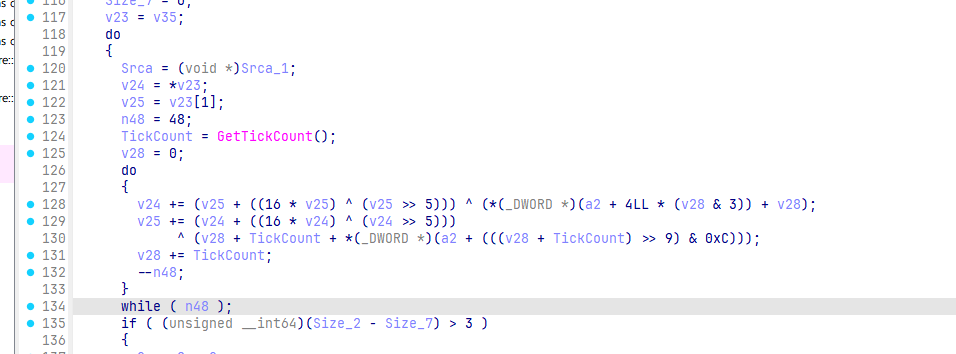 116 Size_7 = 0;
117 v23 = v35;
118 do
119 {
120 Srca = (void *)Srca_1;
121 v24 = *v23;
122 v25 = v23[1];
123 n48 = 48;
124 TickCount = GetTickCount();
125 v28 = 0;
126 do
127 {
128 v24 += (v25 + ((16 * v25) ^ (v25 >> 5))) ^ (*(_DWORD *)(a2 + 4LL * (v28 & 3)) + v28);
129 v25 += (v24 + ((16 * v24) ^ (v24 >> 5)))
130 ^ (v28 + TickCount + *(_DWORD *)(a2 + (((v28 + TickCount) >> 9) & 0xC)));
131 v28 += TickCount;
132 --n48;
133 }
134 while ( n48 );
135 if ( (unsigned __int64)(Size_2 - Size_7) > 3 )
136 {